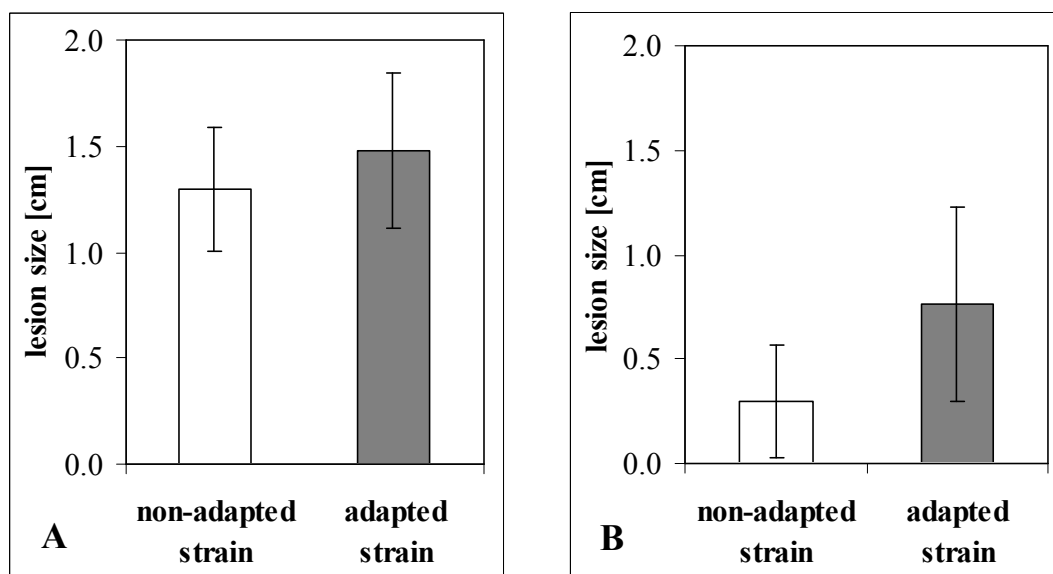 2.0
1.5
1.0
0.5
0.0
lesion size [cm]
non-adapted strain
adapted strain
A
2.0
1.5
1.0
0.5
0.0
lesion size [cm]
non-adapted strain
adapted strain
B